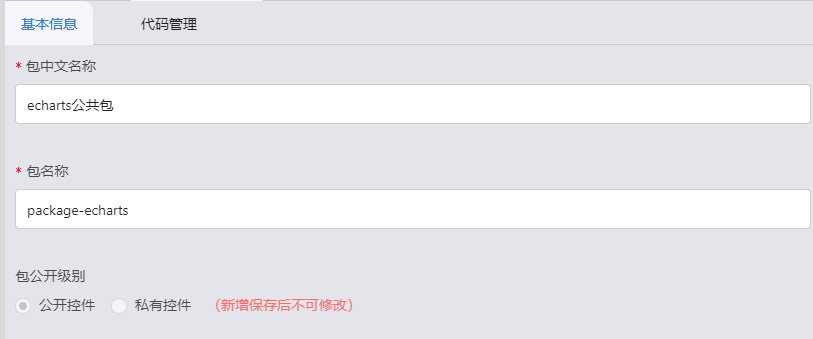 基本信息 代码管理
* 包中文名称
echarts公共包
* 包名称
package-echarts
包公开级别
公开控件 私有控件 （新增保存后不可修改）